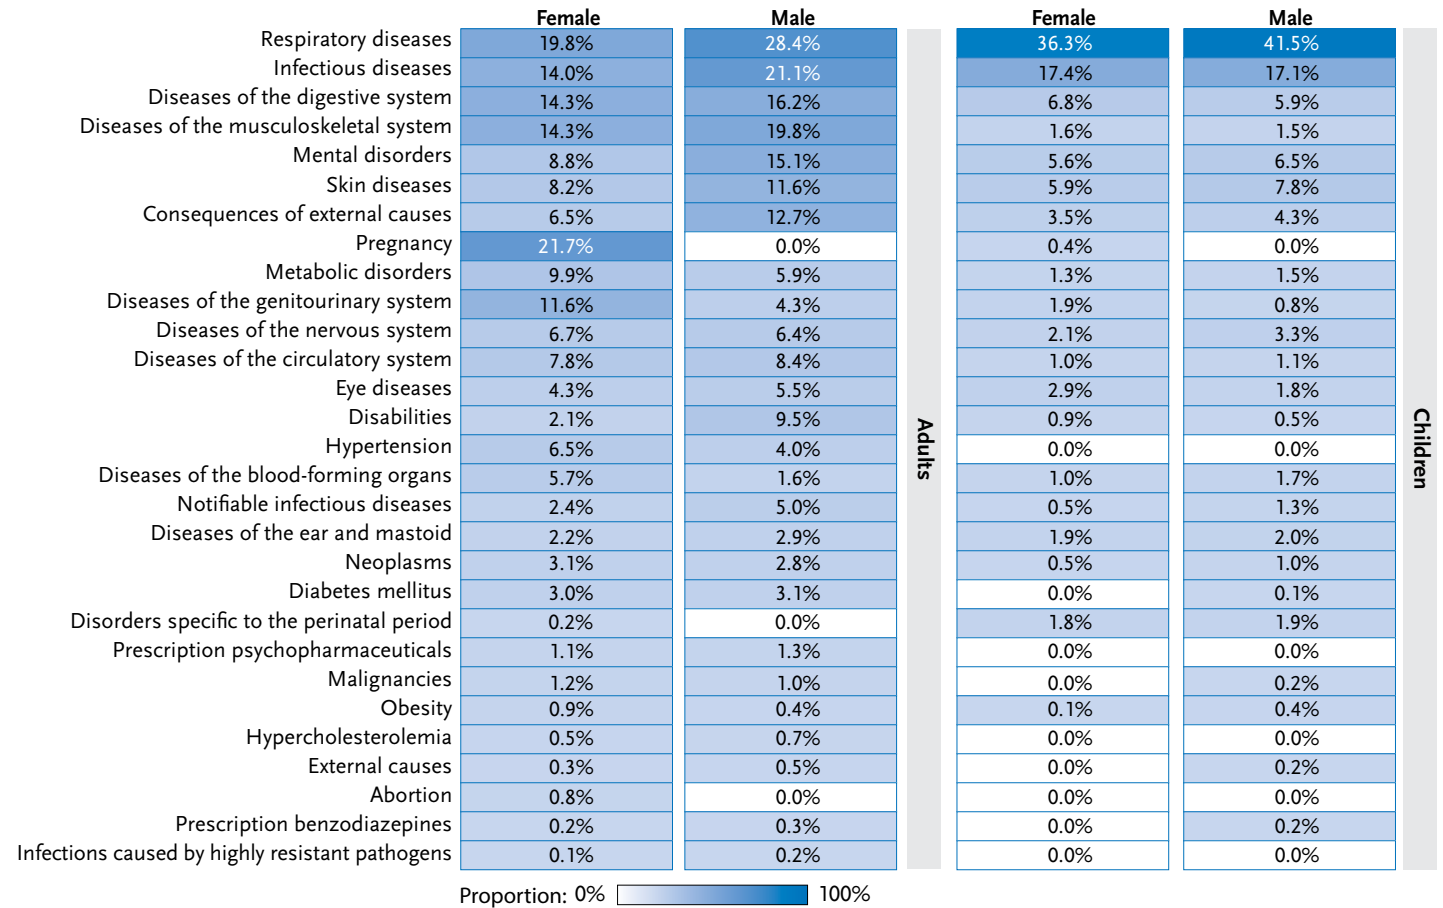 Female Male Female Male
Respiratory diseases 19.8% 28.4% 36.3% 41.5%
Infectious diseases 14.0% 21.1% 17.4% 17.1%
Diseases of the digestive system 14.3% 16.2% 6.8% 5.9%
Diseases of the musculoskeletal system 14.3% 19.8% 1.6% 1.5%
Mental disorders 8.8% 15.1% 5.6% 6.5%
Skin diseases 8.2% 11.6% 5.9% 7.8%
Consequences of external causes 6.5% 12.7% 3.5% 4.3%
Pregnancy 21.7% 0.0% 0.4% 0.0%
Metabolic disorders 9.9% 5.9% 1.3% 1.5%
Diseases of the genitourinary system 11.6% 4.3% 1.9% 0.8%
Diseases of the nervous system 6.7% 6.4% 2.1% 3.3%
Diseases of the circulatory system 7.8% 8.4% 1.0% 1.1%
Eye diseases 4.3% 5.5% 2.9% 1.8%
Disabilities 2.1% 9.5% 0.9% 0.5%
Hypertension 6.5% 4.0% 0.0% 0.0%
Diseases of the blood-forming organs 5.7% 1.6% 1.0% 1.7%
Notifiable infectious diseases 2.4% 5.0% 0.5% 1.3%
Diseases of the ear and mastoid 2.2% 2.9% 1.9% 2.0%
Neoplasms 3.1% 2.8% 0.5% 1.0%
Diabetes mellitus 3.0% 3.1% 0.0% 0.1%
Disorders specific to the perinatal period 0.2% 0.0% 1.8% 1.9%
Prescription psychopharmaceuticals 1.1% 1.3% 0.0% 0.0%
Malignancies 1.2% 1.0% 0.0% 0.2%
Obesity 0.9% 0.4% 0.1% 0.4%
Hypercholesterolemia 0.5% 0.7% 0.0% 0.0%
External causes 0.3% 0.5% 0.0% 0.2%
Abortion 0.8% 0.0% 0.0% 0.0%
Prescription benzodiazepines 0.2% 0.3% 0.0% 0.2%
Infections caused by highly resistant pathogens 0.1% 0.2% 0.0% 0.0%
Adults
Children
Proportion: 0% 100%